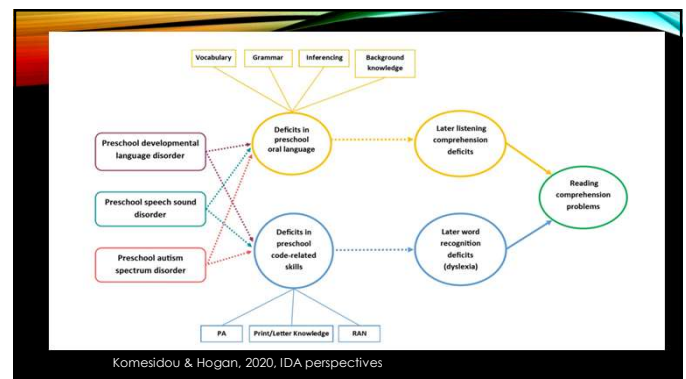 Vocabulary
Grammar
Inferencing
Background
knowledge
Deficits in
preschool
oral language
Later listening
comprehension
deficits
Preschool developmental
language disorder
Preschool speech sound
disorder
Preschool autism
spectrum disorder
Reading
comprehension
problems
Deficits in
preschool
code-related
skills
Later word
recognition
deficits
(dyslexia)
PA
Print/Letter Knowledge
RAN
Komesidou & Hogan, 2020, IDA perspectives